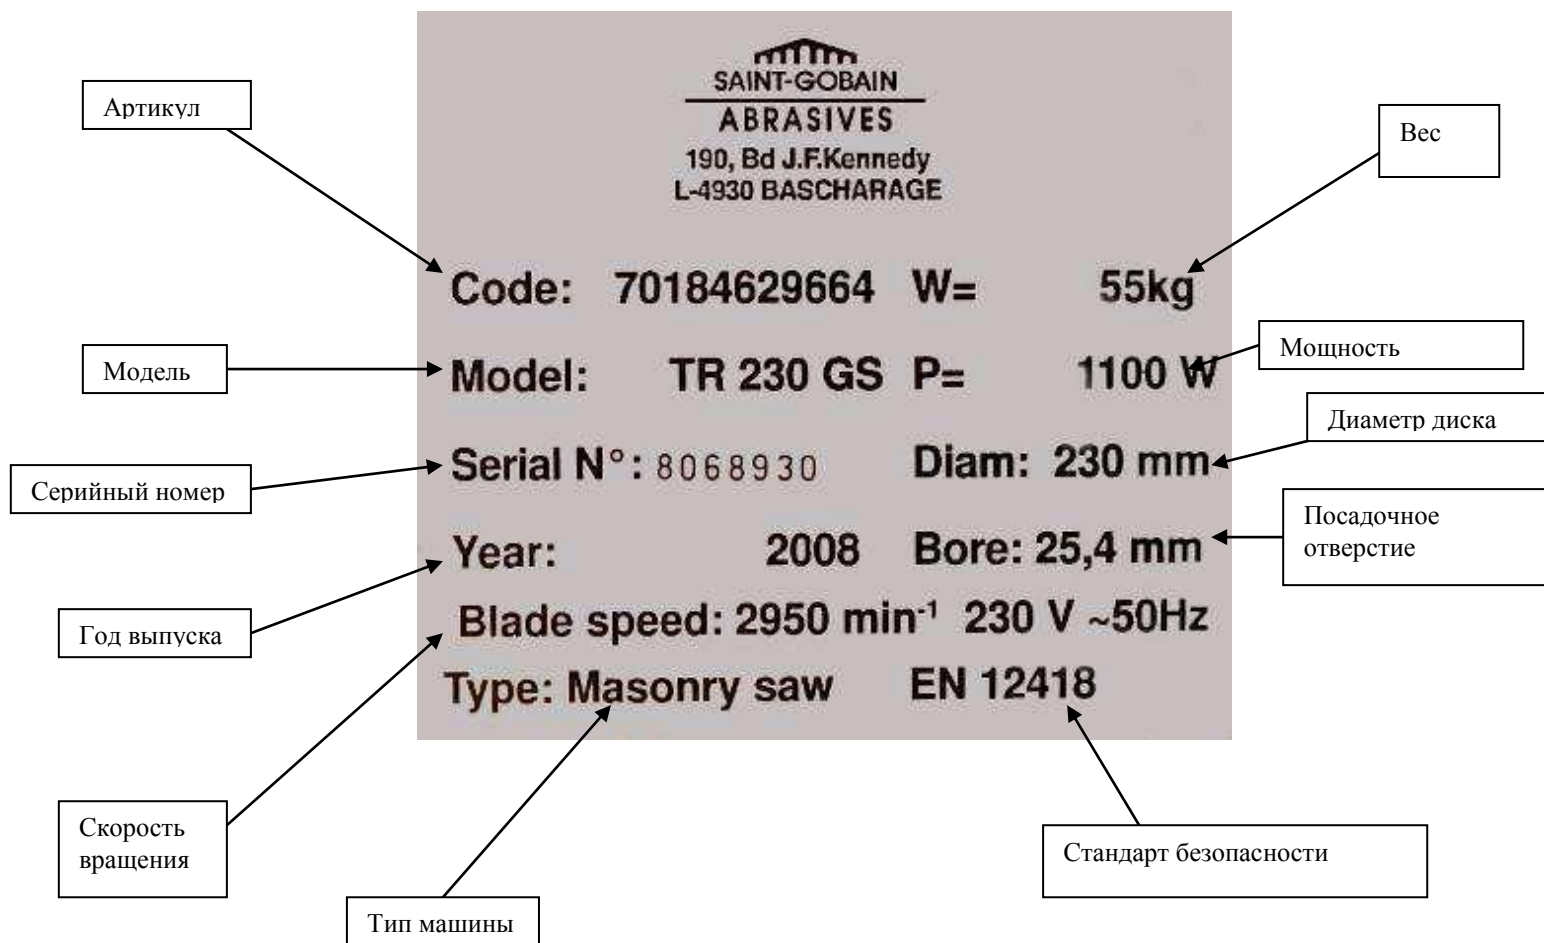 SAINT-GOBAIN
ABRASIVES
190, Bd J.F.Kennedy
L-4930 BASCHARAGE
Артикул
Вес
Code: 70184629664 W= 55kg
Модель
Model: TR 230 GS P= 1100 W
Мощность
Диаметр диска
Серийный номер
Serial N°: 8068930 Diam: 230 mm
Посадочное
отверстие
Year: 2008 Bore: 25,4 mm
Год выпуска
Blade speed: 2950 min⁻¹ 230 V ~50Hz
Type: Masonry saw EN 12418
Скорость
вращения
Стандарт безопасности
Тип машины